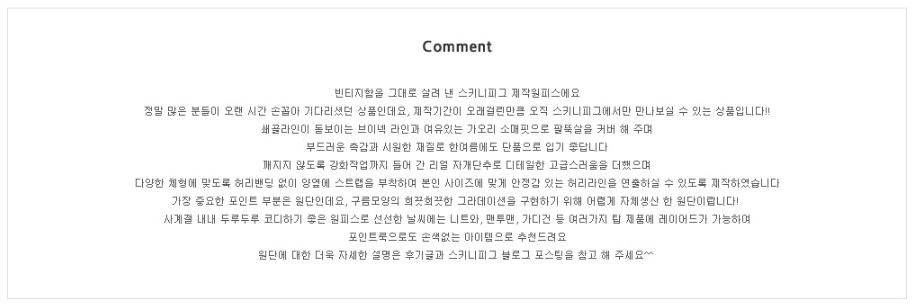 Comment
빈티지함을 그대로 살려 낸 스키니피그 제작원피스에요
정말 많은 분들이 오랜 시간 손꼽아 기다리셨던 상품인데요, 제작기간이 오래걸린만큼 오직 스키니피그에서만 만나보실 수 있는 상품입니다!!
쇄골라인이 돋보이는 브이넥 라인과 여유있는 가오리 소매핏으로 팔뚝살을 커버 해 주며
부드러운 촉감과 시원한 재질로 한여름에도 단품으로 입기 좋답니다
깨지지 않도록 강화작업까지 들어 간 리얼 자개단추로 디테일한 고급스러움을 더했으며
다양한 체형에 맞도록 허리밴딩 없이 양옆에 스트랩을 부착하여 본인 사이즈에 맞게 안정감 있는 허리라인을 연출하실 수 있도록 제작하였습니다
가장 중요한 포인트 부분은 원단인데요, 구름모양의 희끗희끗한 그라데이션을 구현하기 위해 어렵게 자체생산 한 원단이랍니다!
사계절 내내 두루두루 코디하기 좋은 원피스로 선선한 날씨에는 니트와, 맨투맨, 가디건 등 여러가지 탑 제품에 레이어드가 가능하여
포인트룩으로도 손색없는 아이템으로 추천드려요
원단에 대한 더욱 자세한 설명은 후기글과 스키니피그 블로그 포스팅을 참고 해 주세요^^